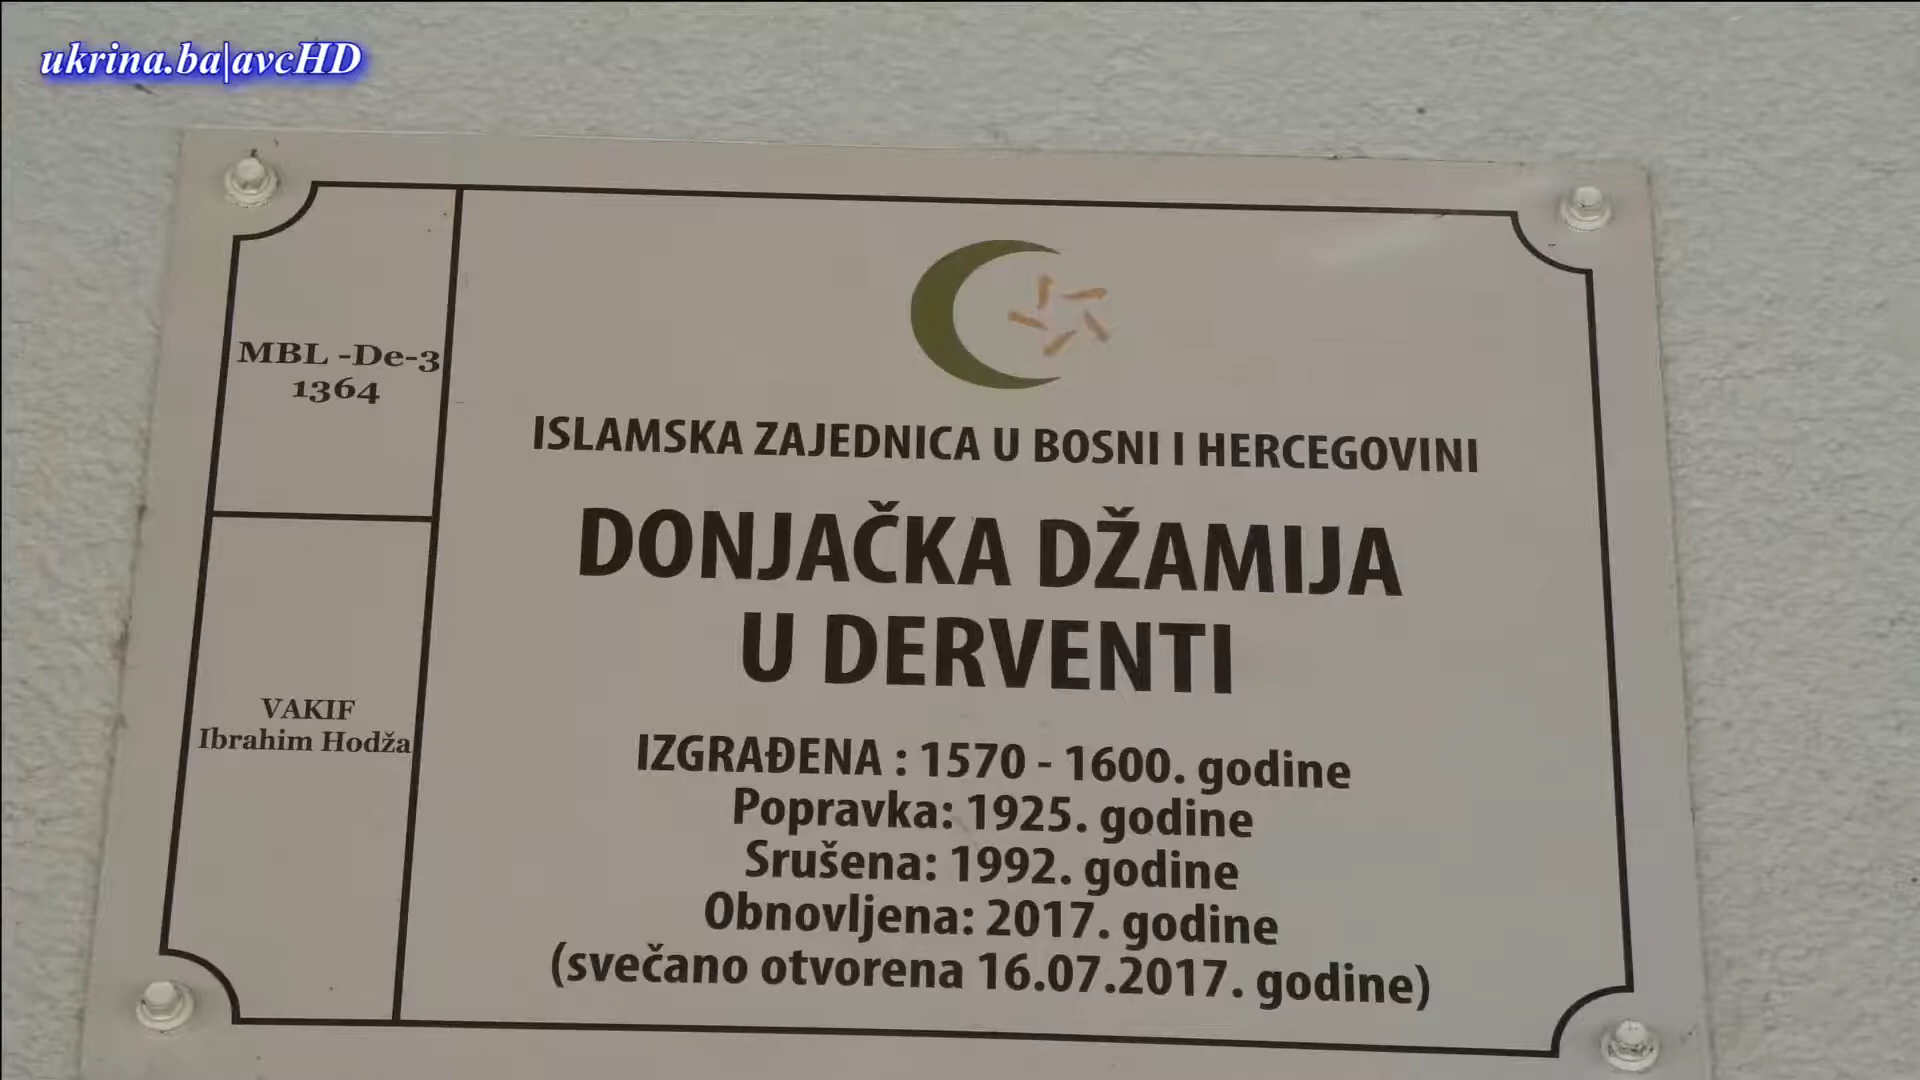 ukrina.ba|avcHD
MBL -De-3
1364
VAKIF
Ibrahim Hodža
ISLAMSKA ZAJEDNICA U BOSNI I HERCEGOVINI
DONJAČKA DŽAMIJA
U DERVENTI
IZGRAĐENA : 1570 - 1600. godine
Popravka: 1925. godine
Srušena: 1992. godine
Obnovljena: 2017. godine
(svečano otvorena 16.07.2017. godine)